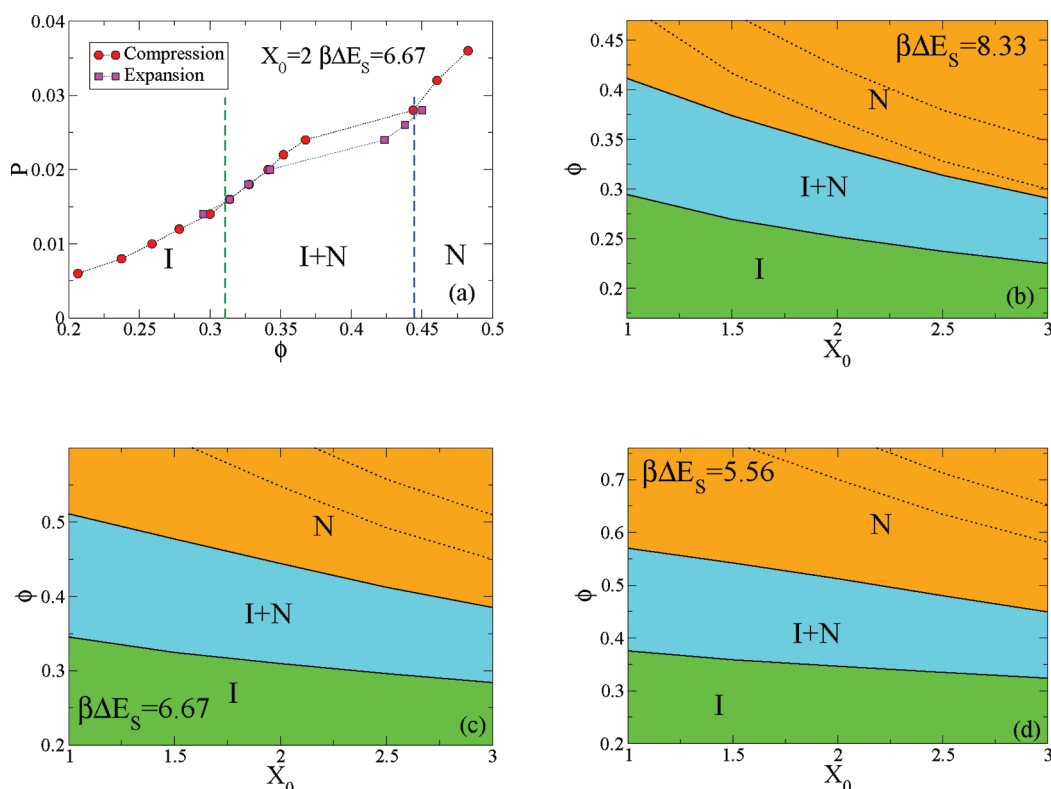 Compression
Expansion
X₀=2 βΔE_S=6.67
0.04
0.03
0.02
0.01
0
P
I
I+N
N
(a)
0.2
0.25
0.3
0.35
0.4
0.45
0.5
ϕ
βΔE_S=8.33
0.45
0.4
0.35
0.3
0.25
0.2
ϕ
N
I+N
I
(b)
1
1.5
2
2.5
3
X₀
0.5
0.4
0.3
0.2
ϕ
N
I+N
I
βΔE_S=6.67
(c)
1
1.5
2
2.5
3
X₀
βΔE_S=5.56
0.7
0.6
0.5
0.4
0.3
0.2
ϕ
N
I+N
I
(d)
1
1.5
2
2.5
3
X₀